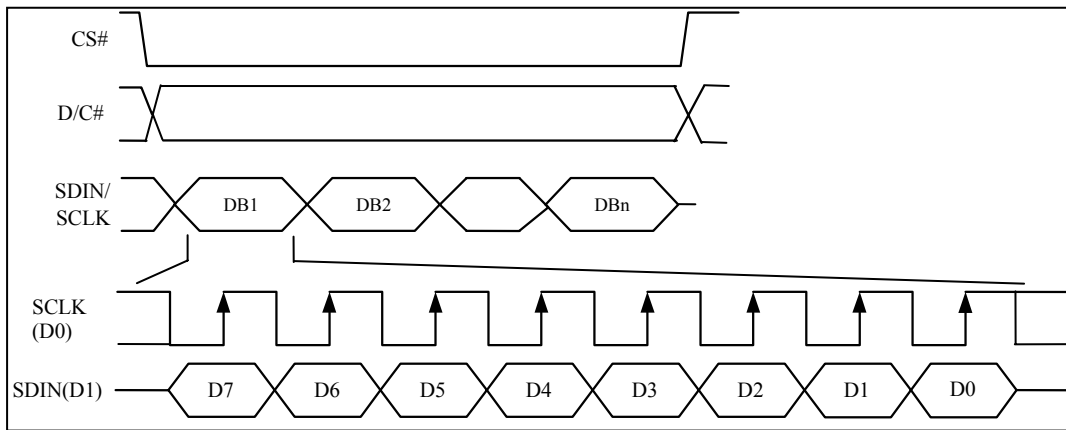 CS#
D/C#
SDIN/
SCLK
DB1 DB2 DBn
SCLK
(D0)
SDIN(D1) D7 D6 D5 D4 D3 D2 D1 D0